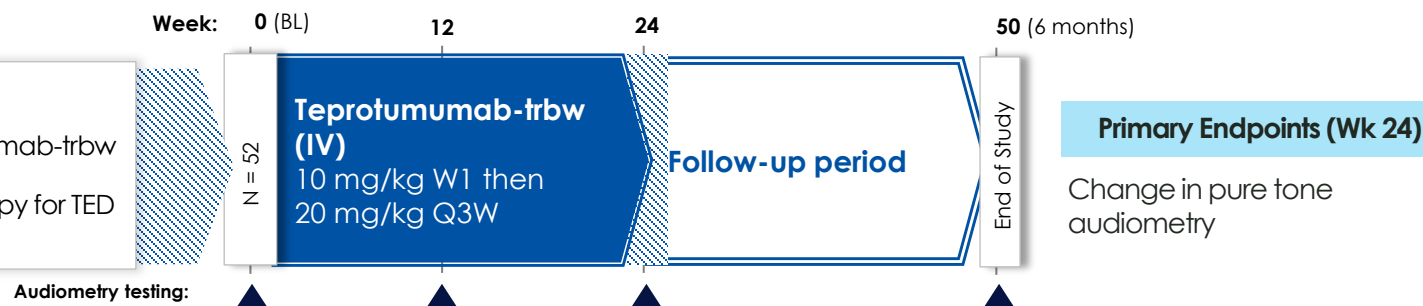 Week: 0 (BL) 12 24 50 (6 months)
mab-trbw
py for TED
N = 52
Teprotumumab-trbw
(IV)
10 mg/kg W1 then
20 mg/kg Q3W
Follow-up period
End of Study
Primary Endpoints (Wk 24)
Change in pure tone
audiometry
Audiometry testing: